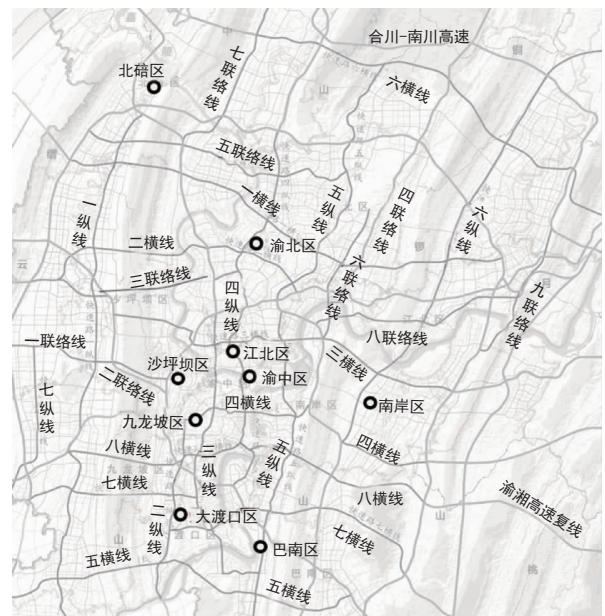 合川-南川高速
七联络线
北碚区
六横线
五联络线
一横线
五纵线
四联络线
六纵线
一纵线
二横线
渝北区
三联络线
六联络线
九联络线
四纵线
八联络线
一联络线
江北区
三横线
沙坪坝区
二联络线
渝中区
七纵线
四横线
南岸区
九龙坡区
八横线
三纵线
五纵线
四横线
七横线
八横线
渝湘高速复线
二纵线
大渡口区
七横线
五横线
巴南区
五横线